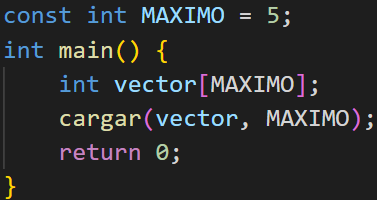 const int MAXIMO = 5;
int main() {
    int vector[MAXIMO];
    cargar(vector, MAXIMO);
    return 0;
}